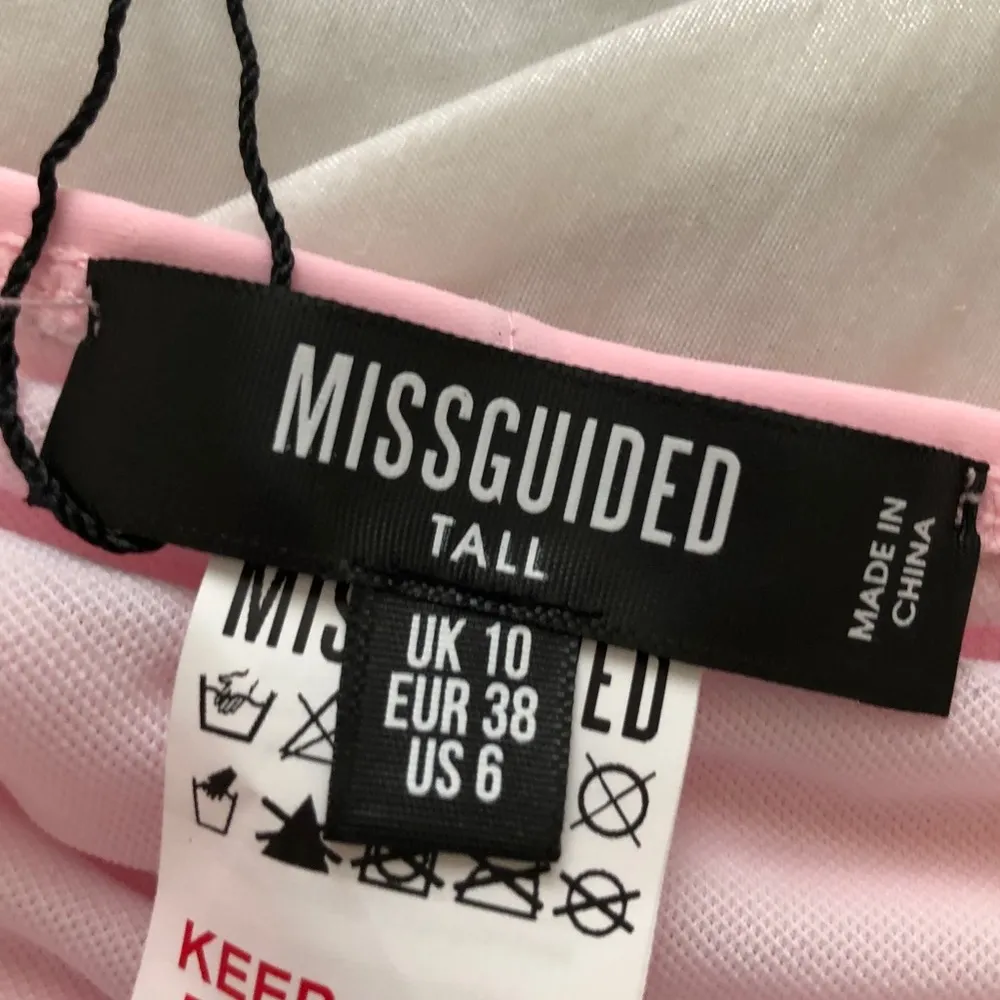 MISSGUIDED
TALL
MADE IN
CHINA
UK 10
EUR 38
US 6
KEEP